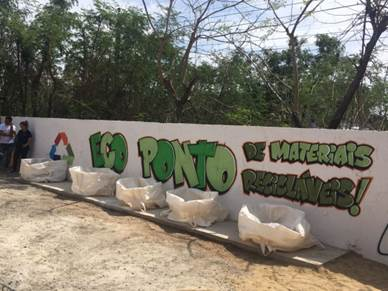 ECO PONTO
DE MATERIAIS
RECICLÁVEIS!